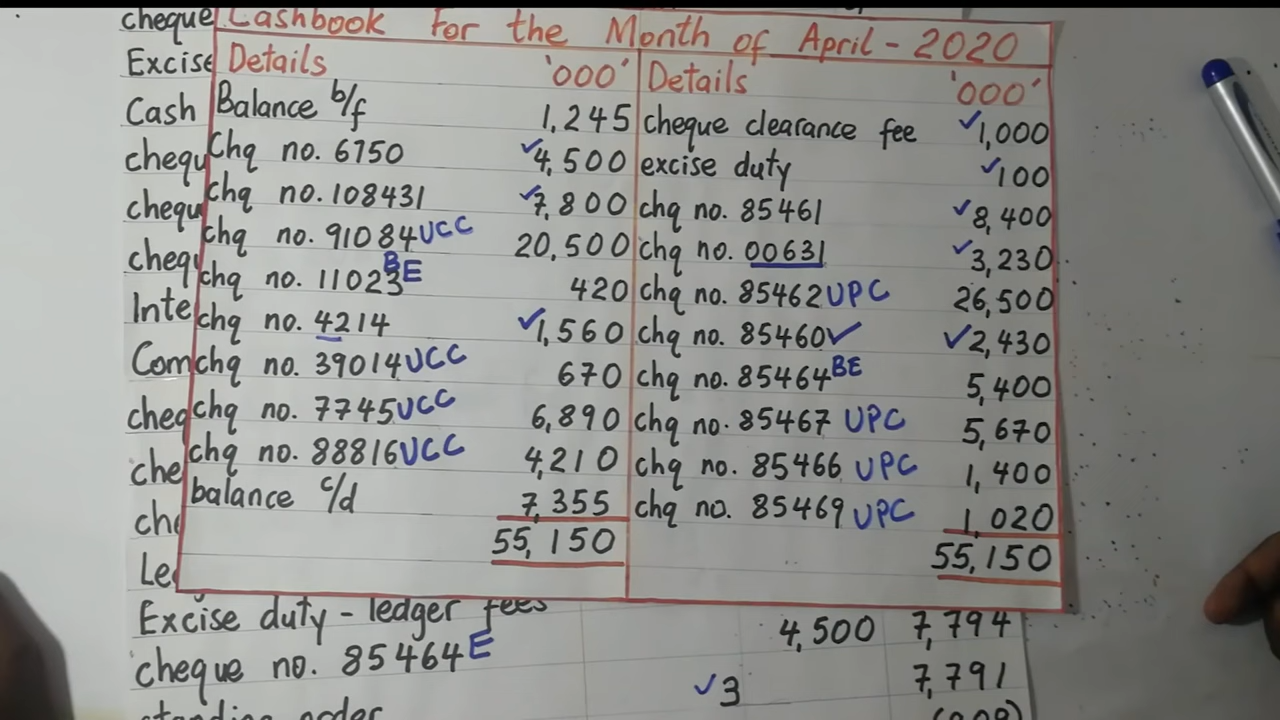 cheque Cashbook For the Month of April - 2020
Excise Details '000' Details '000'
Cash Balance b/f 1,245 cheque clearance fee ✓1,000
chequ Chq no. 6750 ✓4,500 excise duty ✓100
chequ chq no. 108431 ✓7,800 chq no. 85461 ✓8,400
cheq chq no. 91084 UCC 20,500 chq no. 00631 ✓3,230
Inte chq no. 11023 BE 420 chq no. 85462 UPC 26,500
chq no. 4214 ✓1,560 chq no. 85460 ✓ ✓2,430
Com chq no. 39014 UCC 670 chq no. 85464 BE 5,400
cheq chq no. 7745 UCC 6,890 chq no. 85467 UPC 5,670
che chq no. 88816 UCC 4,210 chq no. 85466 UPC 1,400
che balance c/d 7,355 chq no. 85469 UPC 1,020
55,150 55,150
Le
Excise duty - ledger fees 4,500 7,794
cheque no. 85464 E ✓3 7,791
standing order